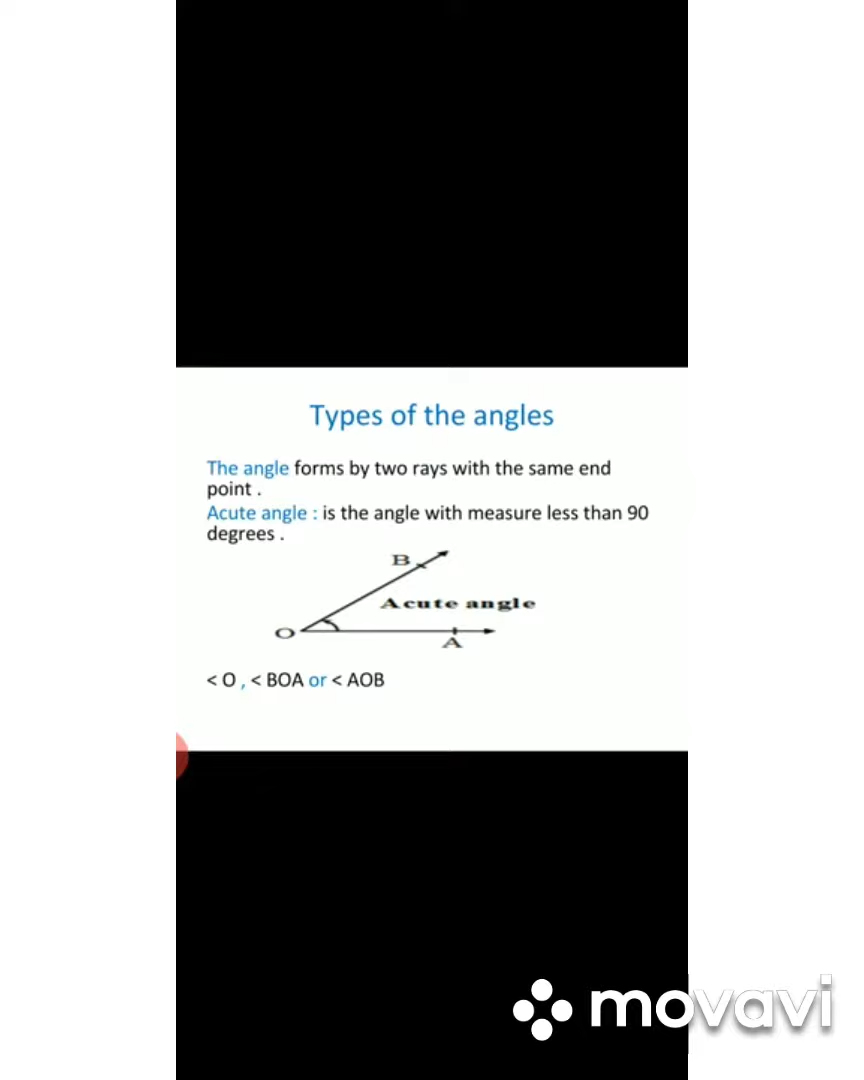 Types of the angles
The angle forms by two rays with the same end
point .
Acute angle : is the angle with measure less than 90
degrees .
B
Acute angle
O
A
< O , < BOA or < AOB
movavi